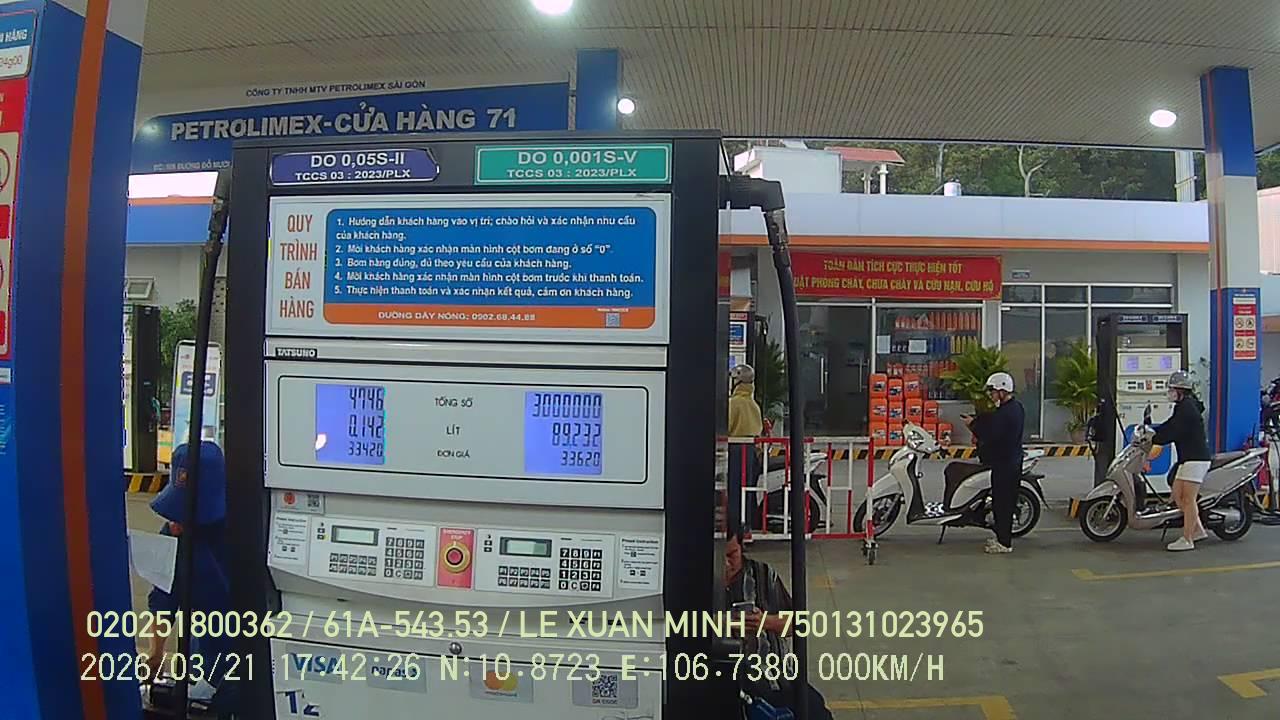 CÔNG TY TNHH MTV PETROLIMEX SÀI GÒN
PETROLIMEX-CỬA HÀNG 71
DO 0,05S-II
TCCS 03 : 2023/PLX
DO 0,001S-V
TCCS 03 : 2023/PLX
QUY TRÌNH BÁN HÀNG
1. Hướng dẫn khách hàng vào vị trí; chào hỏi và xác nhận nhu cầu
của khách hàng.
2. Mời khách hàng xác nhận màn hình cột bơm đang ở số "0".
3. Bơm hàng đúng, đủ theo yêu cầu của khách hàng.
4. Mời khách hàng xác nhận màn hình cột bơm trước khi thanh toán.
5. Thực hiện thanh toán và xác nhận kết quả, cảm ơn khách hàng.
ĐƯỜNG DÂY NÓNG: 0902.68.44.88
TOÀN DÂN TÍCH CỰC THỰC HIỆN TỐT
PHÒNG CHÁY, CHỮA CHÁY VÀ CỨU NẠN, CỨU HỘ
TATSUNO
4746 TỔNG SỐ 3000000
0.142 LÍT 89.232
33420 ĐƠN GIÁ 33620
EMERGENCY
STOP
020251800362 / 61A-543.53 / LE XUAN MINH / 750131023965
2026/03/21 17:42:26 N:10.8723 E:106.7380 000KM/H
VISA
napas
mastercard
T2